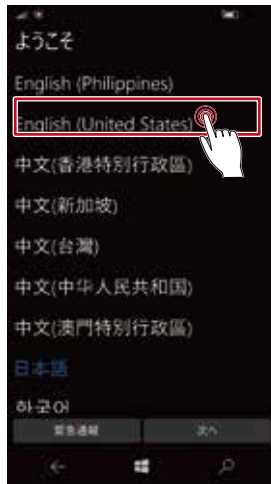 ようこそ
English (Philippines)
English (United States)
中文(香港特別行政區)
中文(新加坡)
中文(台灣)
中文(中华人民共和国)
中文(澳門特別行政區)
日本語
한국어
緊急通報
次へ